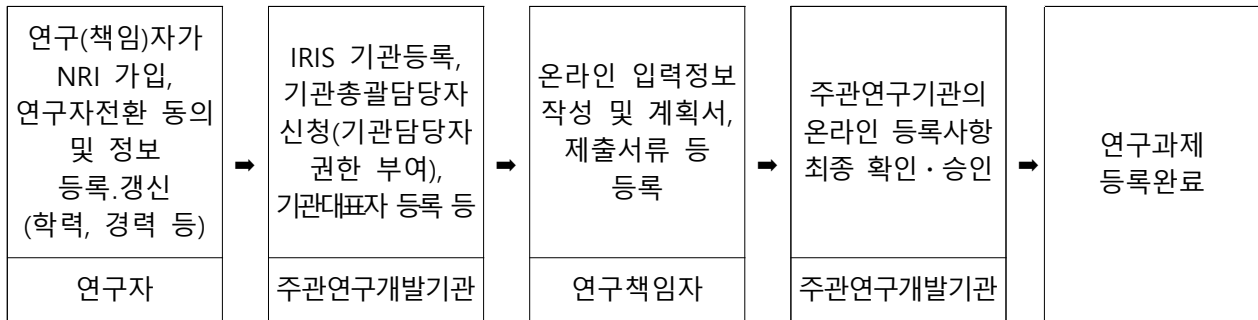 연구(책임)자가
NRI 가입,
연구자전환 동의
및 정보
등록.갱신
(학력, 경력 등)
연구자
➡
IRIS 기관등록,
기관총괄담당자
신청(기관담당자
권한 부여),
기관대표자 등록 등
주관연구개발기관
➡
온라인 입력정보
작성 및 계획서,
제출서류 등
등록
연구책임자
➡
주관연구기관의
온라인 등록사항
최종 확인・승인
주관연구개발기관
➡
연구과제
등록완료